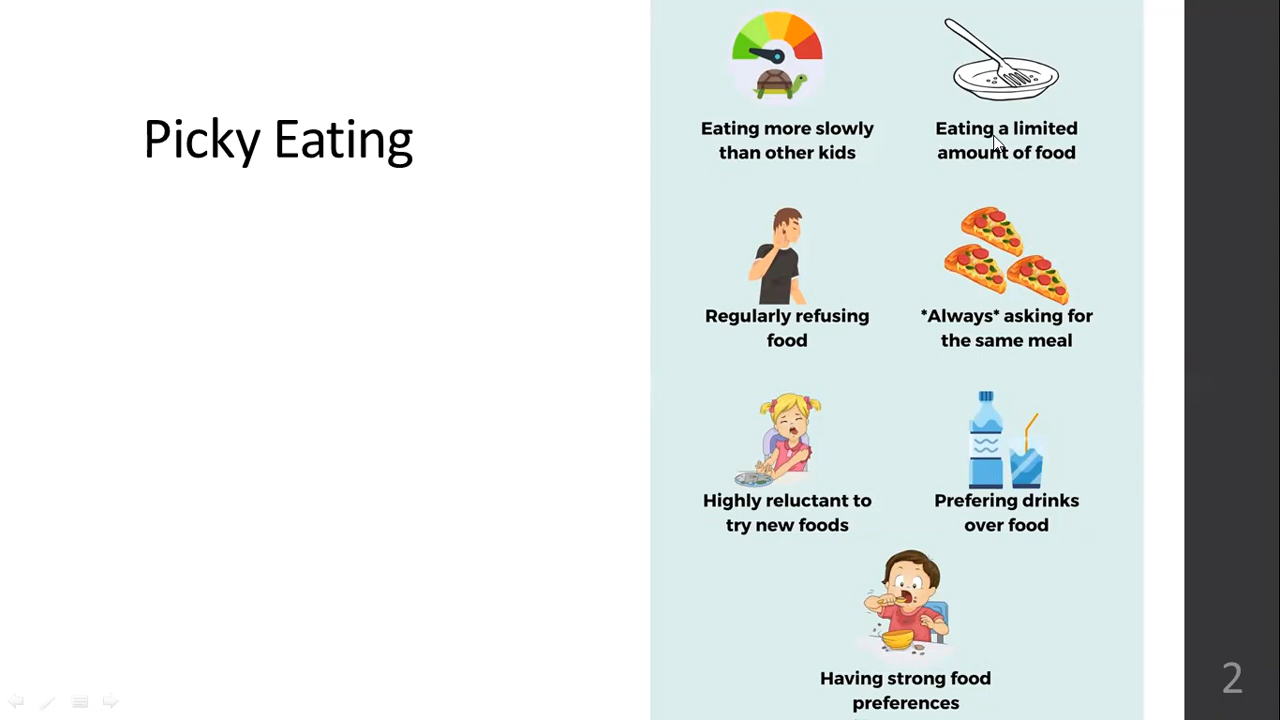 Picky Eating
Eating more slowly
than other kids
Eating a limited
amount of food
Regularly refusing
food
*Always* asking for
the same meal
Highly reluctant to
try new foods
Prefering drinks
over food
Having strong food
preferences
2